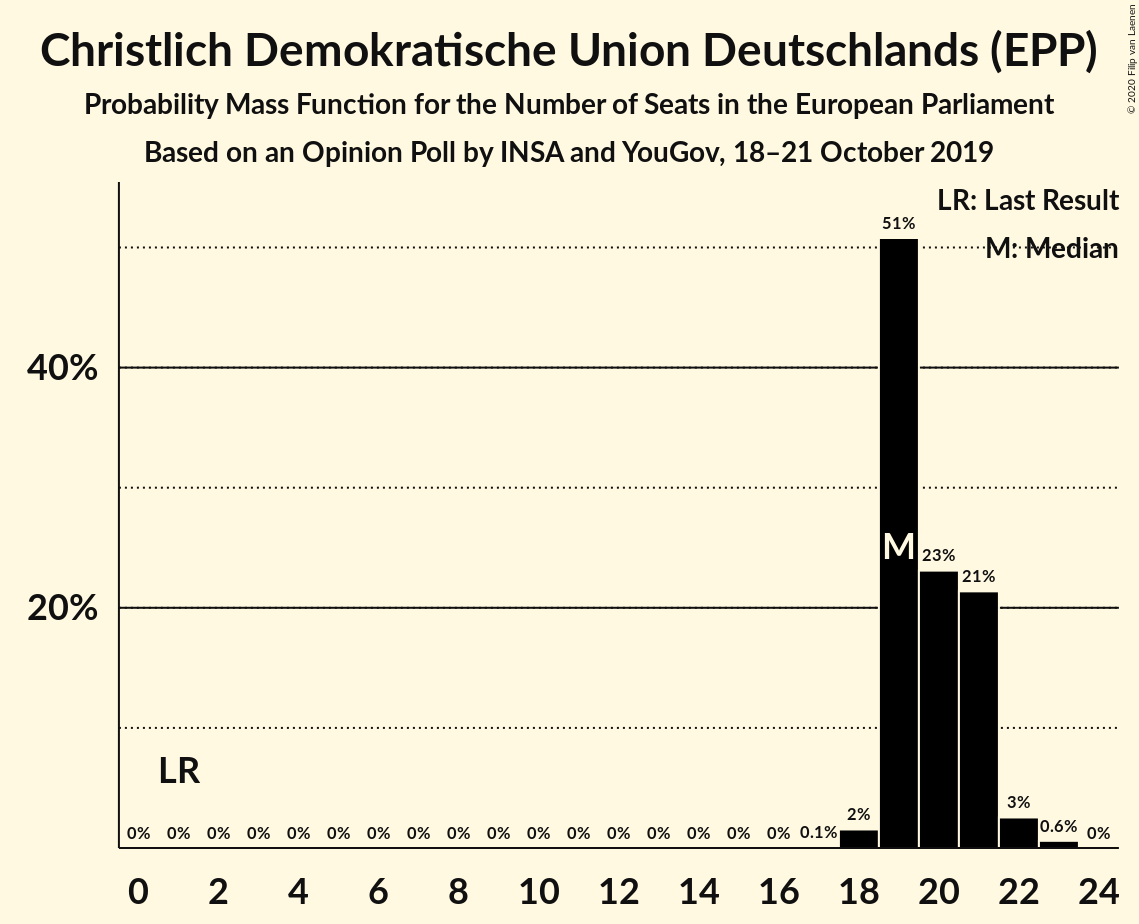 Christlich Demokratische Union Deutschlands (EPP)
Probability Mass Function for the Number of Seats in the European Parliament
Based on an Opinion Poll by INSA and YouGov, 18–21 October 2019
© 2020 Filip van Laenen
LR: Last Result
M: Median
51%
40%
M
23%
21%
20%
LR
0% 0% 0% 0% 0% 0% 0% 0% 0% 0% 0% 0% 0% 0% 0% 0% 0% 0.1% 2% 3% 0.6% 0%
0 2 4 6 8 10 12 14 16 18 20 22 24